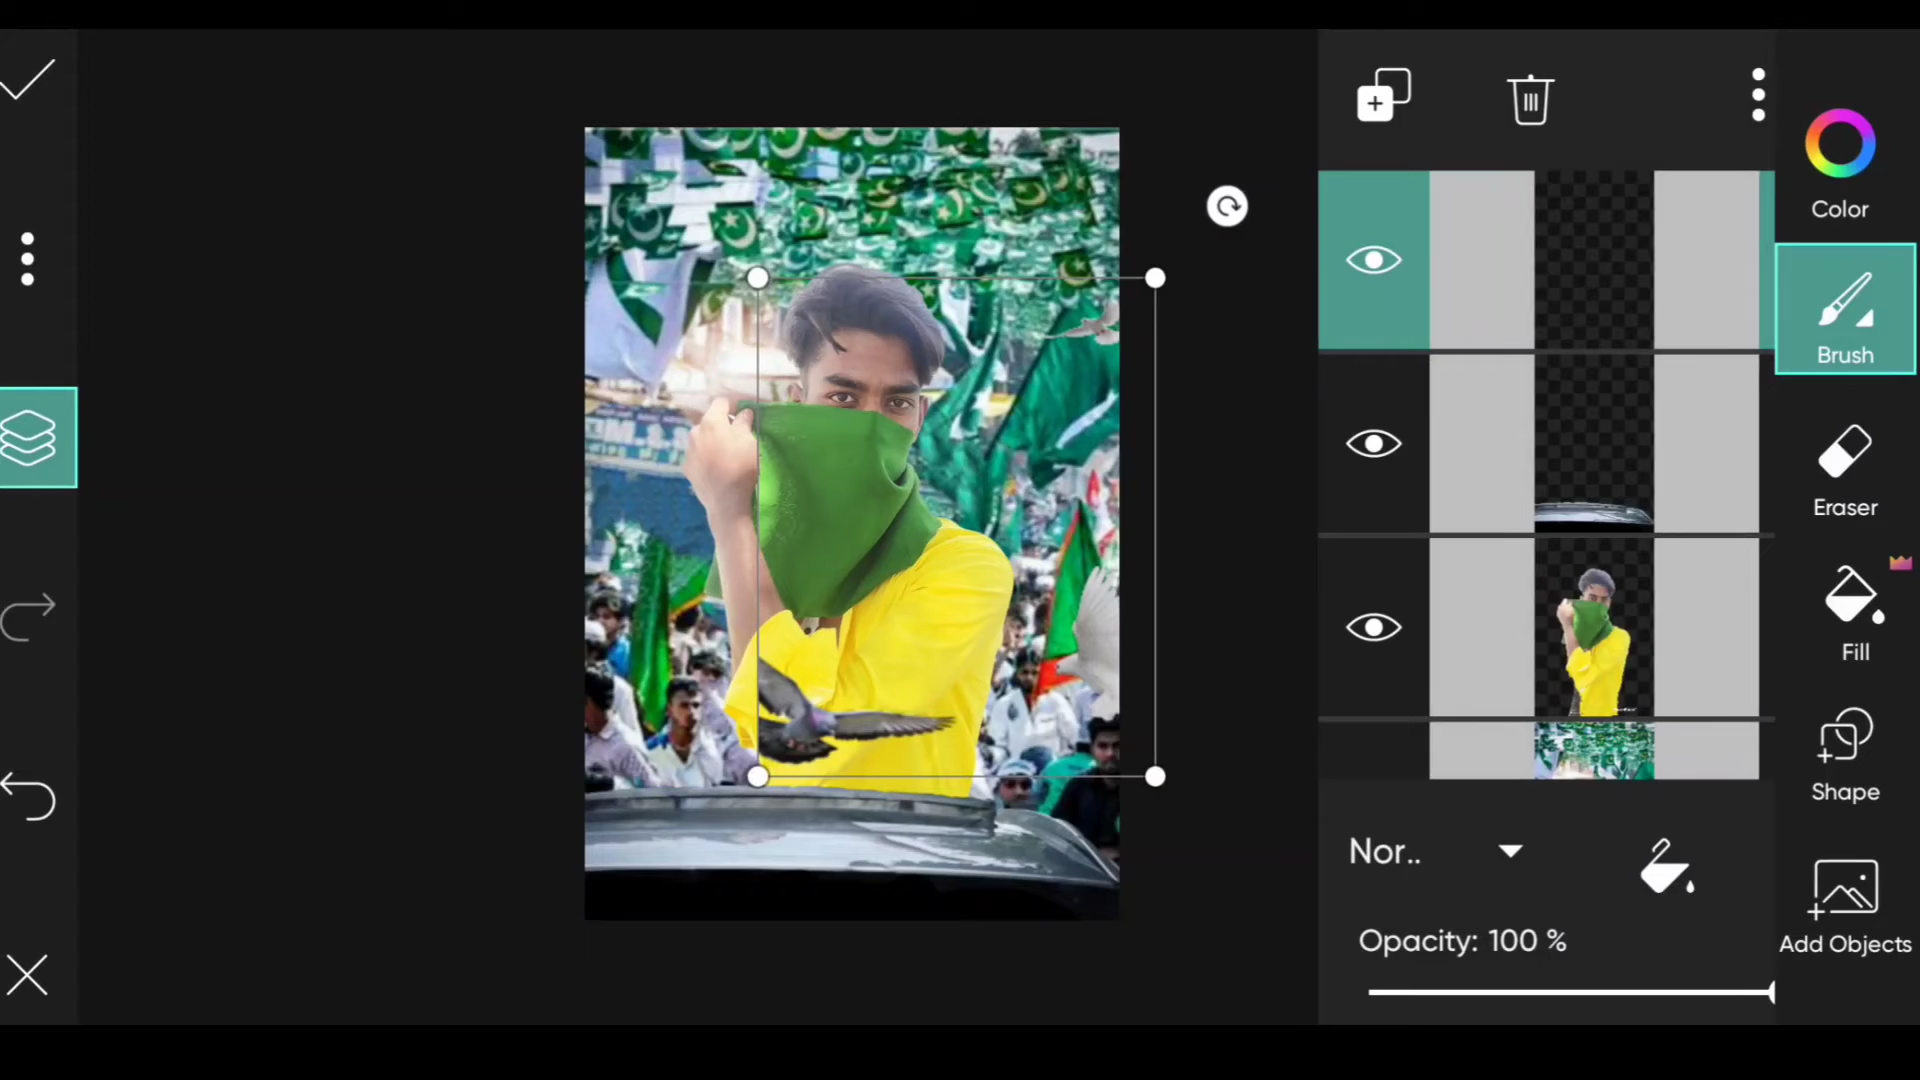 Color
Brush
Eraser
Fill
Shape
Nor..
Opacity: 100 %
Add Objects